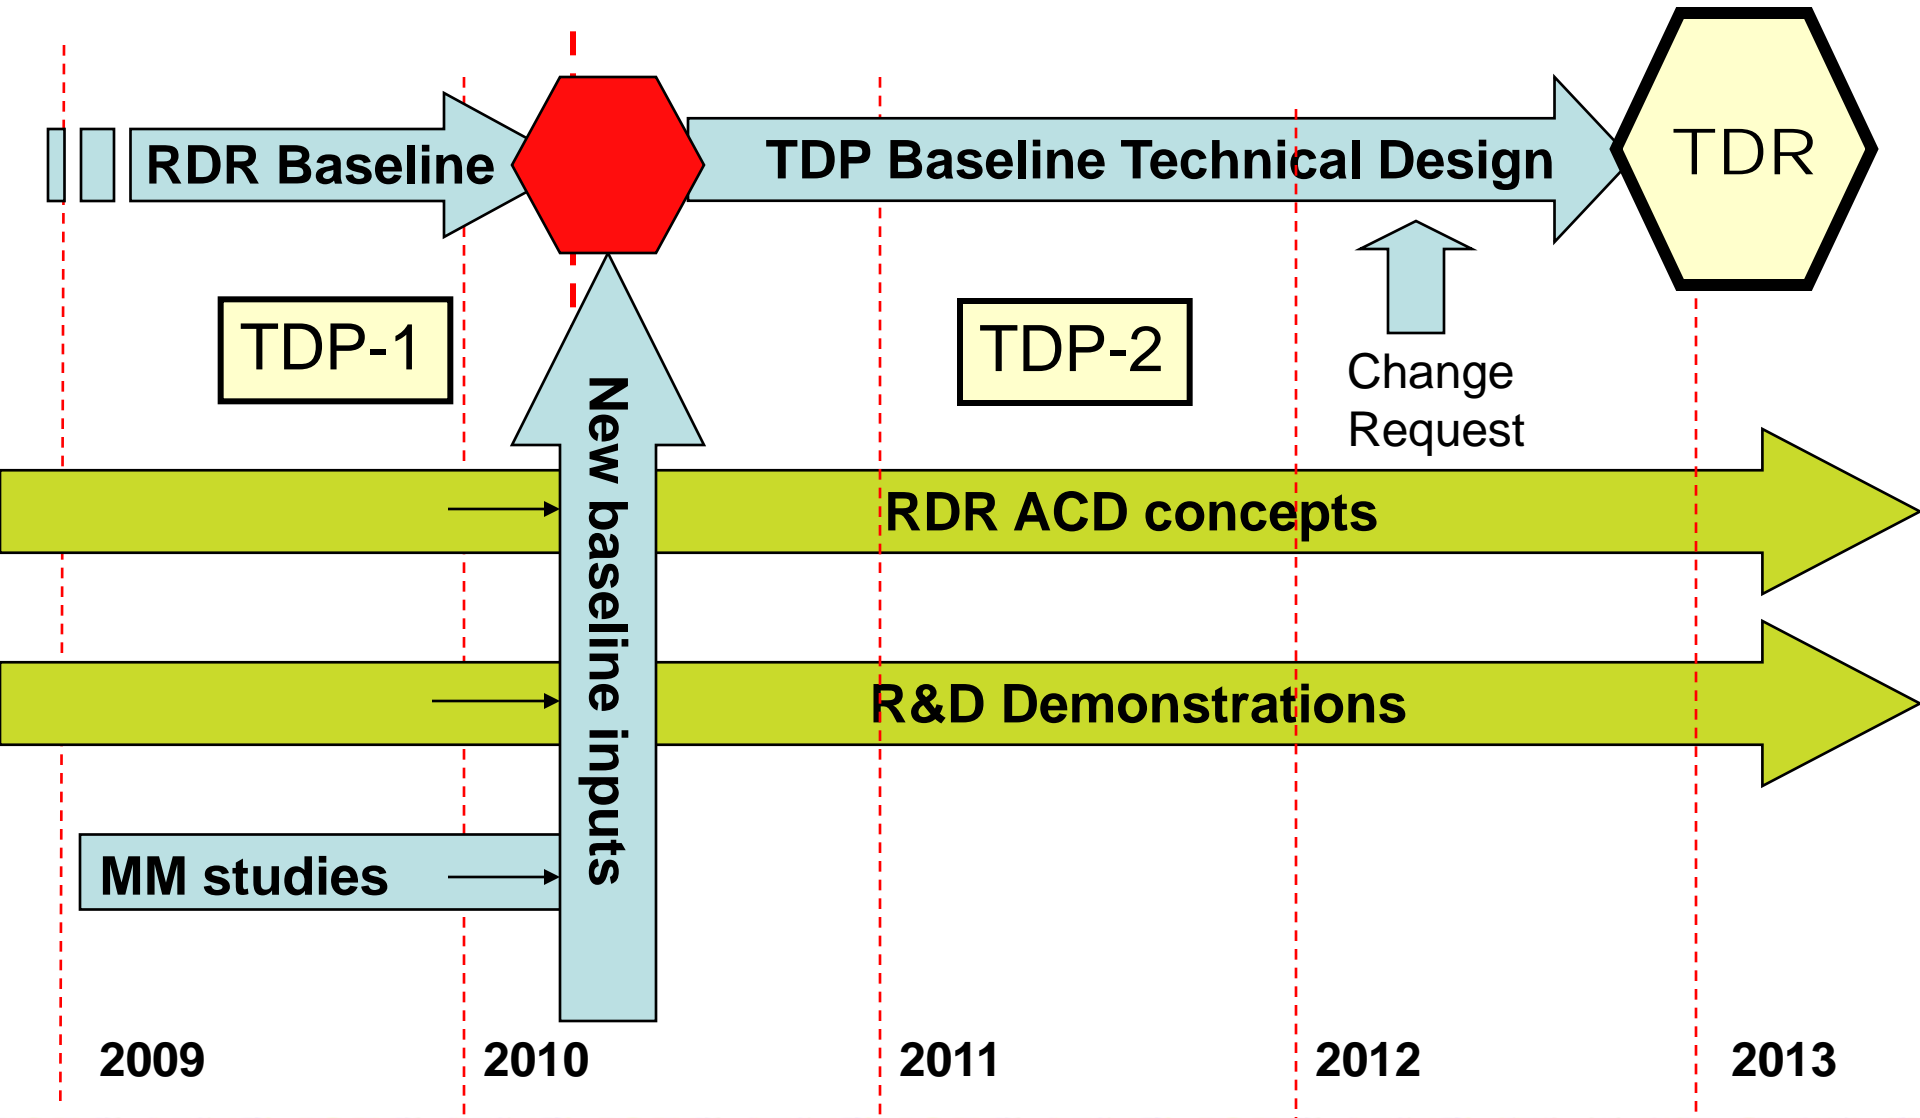 RDR Baseline
TDP Baseline Technical Design
TDR
TDP-1
TDP-2
Change
Request
New baseline inputs
RDR ACD concepts
R&D Demonstrations
MM studies
2009
2010
2011
2012
2013